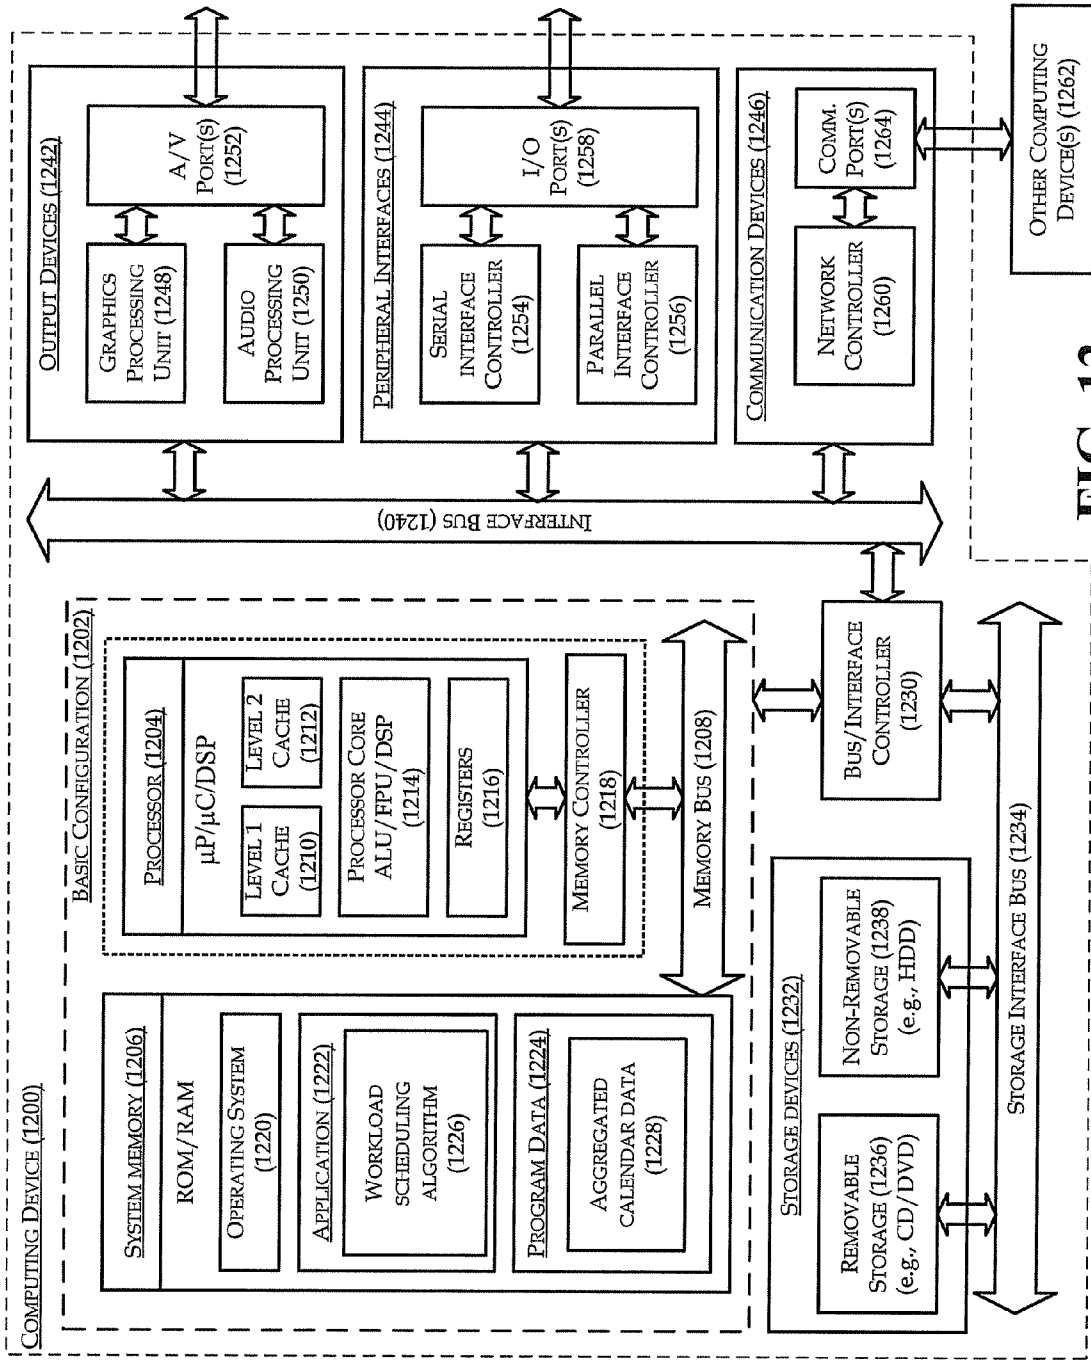 COMPUTING DEVICE (1200)
BASIC CONFIGURATION (1202)
SYSTEM MEMORY (1206)
ROM/RAM
OPERATING SYSTEM
(1220)
APPLICATION (1222)
WORKLOAD
SCHEDULING
ALGORITHM
(1226)
PROGRAM DATA (1224)
AGGREGATED
CALENDAR DATA
(1228)
PROCESSOR (1204)
µP/µC/DSP
LEVEL 1
CACHE
(1210)
LEVEL 2
CACHE
(1212)
PROCESSOR CORE
ALU/FPU/DSP
(1214)
REGISTERS
(1216)
MEMORY CONTROLLER
(1218)
MEMORY BUS (1208)
STORAGE DEVICES (1232)
REMOVABLE
STORAGE (1236)
(e.g., CD/DVD)
NON-REMOVABLE
STORAGE (1238)
(e.g., HDD)
BUS/INTERFACE
CONTROLLER
(1230)
STORAGE INTERFACE BUS (1234)
INTERFACE BUS (1240)
OUTPUT DEVICES (1242)
GRAPHICS
PROCESSING
UNIT (1248)
AUDIO
PROCESSING
UNIT (1250)
A/V
PORT(S)
(1252)
PERIPHERAL INTERFACES (1244)
SERIAL
INTERFACE
CONTROLLER
(1254)
PARALLEL
INTERFACE
CONTROLLER
(1256)
I/O
PORT(S)
(1258)
COMMUNICATION DEVICES (1246)
NETWORK
CONTROLLER
(1260)
COMM.
PORT(S)
(1264)
OTHER COMPUTING
DEVICE(S) (1262)
FIG.